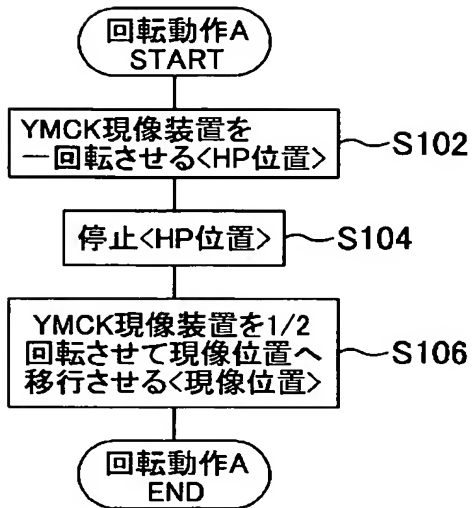 回転動作A
START
YMCK現像装置を
一回転させる<HP位置>
S102
停止<HP位置>
S104
YMCK現像装置を1/2
回転させて現像位置へ
移行させる<現像位置>
S106
回転動作A
END